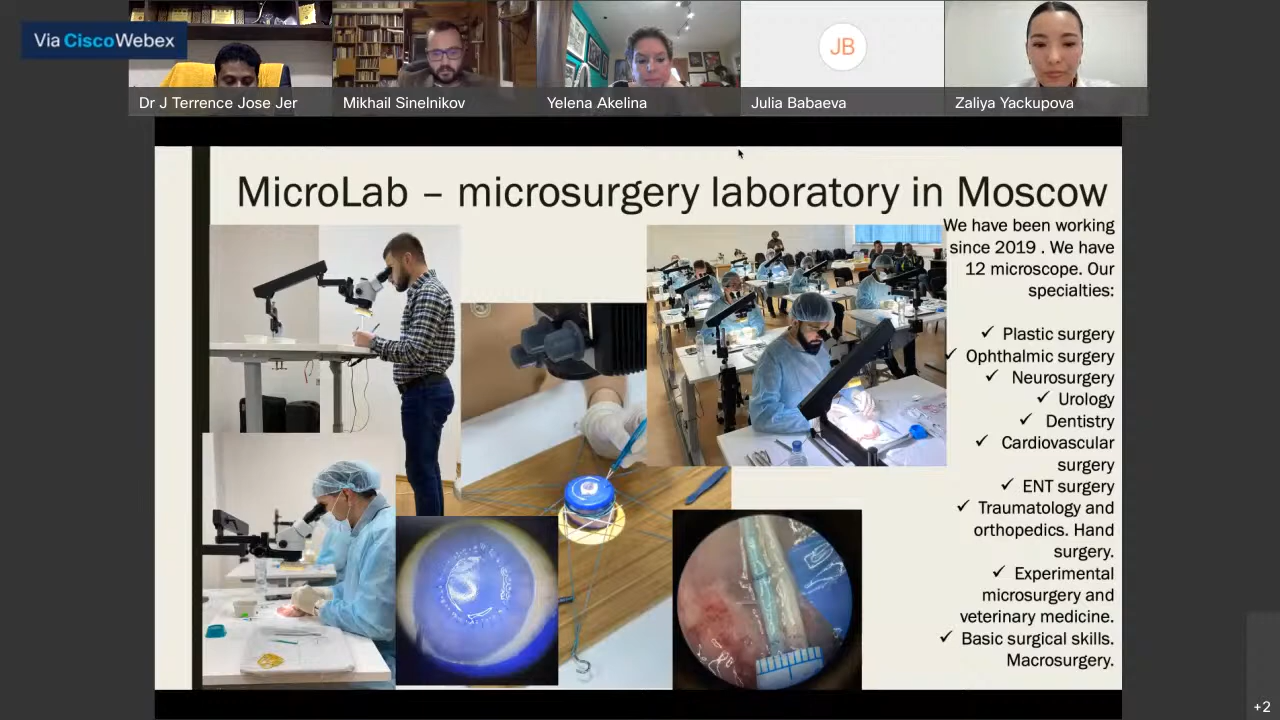 Via Cisco Webex
Dr J Terrence Jose Jer
Mikhail Sinelnikov
Yelena Akelina
JB
Julia Babaeva
Zaliya Yackupova
MicroLab – microsurgery laboratory in Moscow
We have been working
since 2019 . We have
12 microscope. Our
specialties:
✓ Plastic surgery
✓ Ophthalmic surgery
✓ Neurosurgery
✓ Urology
✓ Dentistry
✓ Cardiovascular
surgery
✓ ENT surgery
✓ Traumatology and
orthopedics. Hand
surgery.
✓ Experimental
microsurgery and
veterinary medicine.
✓ Basic surgical skills.
Macrosurgery.
+2